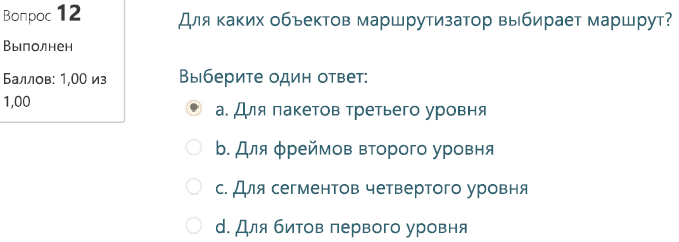 Вопрос 12
Выполнен
Баллов: 1,00 из
1,00
Для каких объектов маршрутизатор выбирает маршрут?
Выберите один ответ:
a. Для пакетов третьего уровня
b. Для фреймов второго уровня
c. Для сегментов четвертого уровня
d. Для битов первого уровня